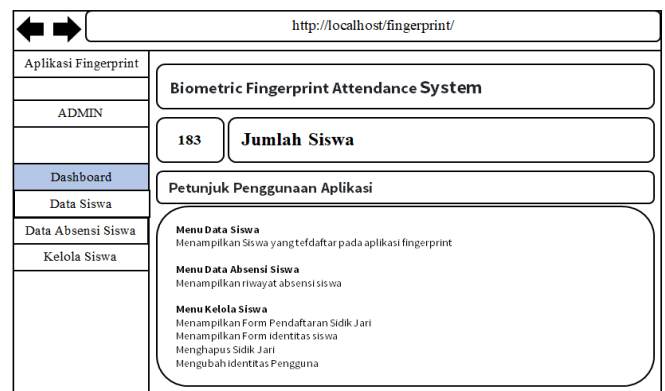 http://localhost/fingerprint/
Aplikasi Fingerprint
ADMIN
Dashboard
Data Siswa
Data Absensi Siswa
Kelola Siswa
Biometric Fingerprint Attendance System
183
Jumlah Siswa
Petunjuk Penggunaan Aplikasi
Menu Data Siswa
Menampilkan Siswa yang tefdaftar pada aplikasi fingerprint
Menu Data Absensi Siswa
Menampilkan riwayat absensi siswa
Menu Kelola Siswa
Menampilkan Form Pendaftaran Sidik Jari
Menampilkan Form identitas siswa
Menghapus Sidik Jari
Mengubah identitas Pengguna